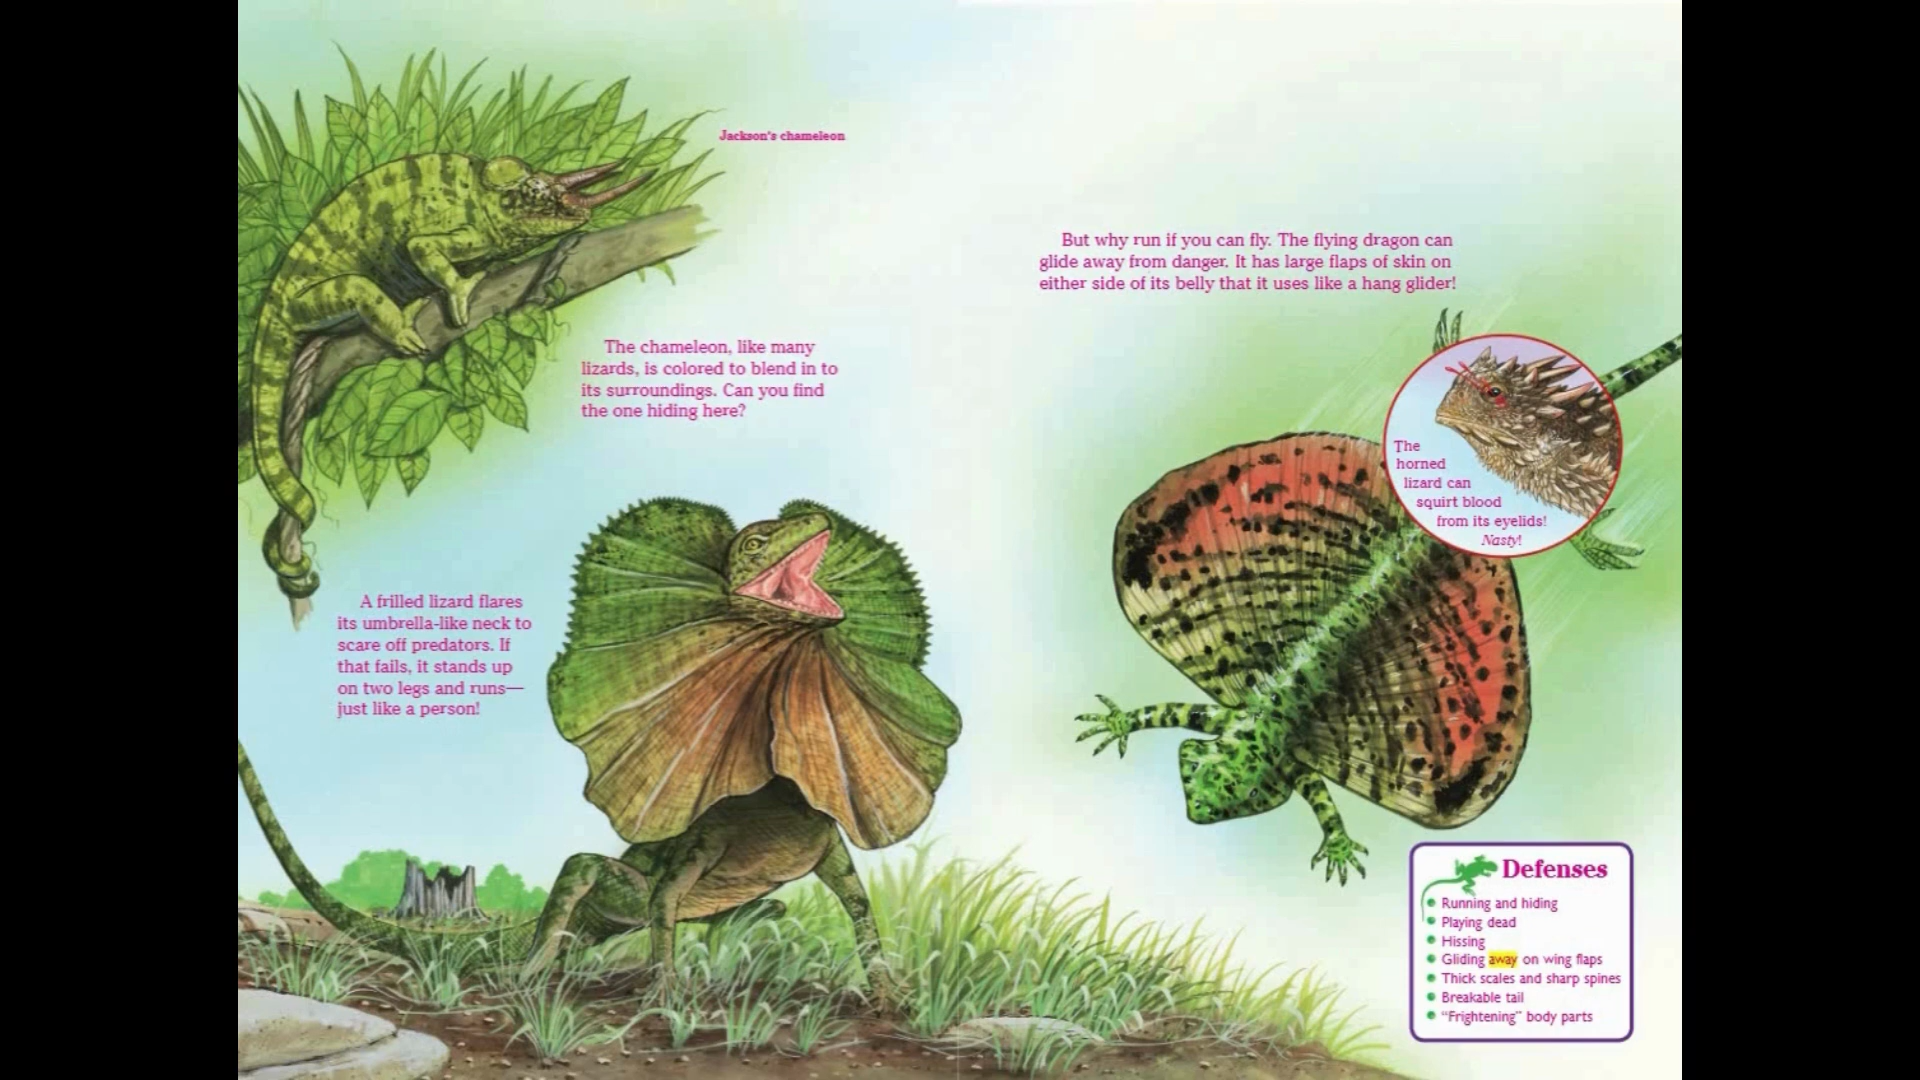 Jackson's chameleon
The chameleon, like many
lizards, is colored to blend in to
its surroundings. Can you find
the one hiding here?
A frilled lizard flares
its umbrella-like neck to
scare off predators. If
that fails, it stands up
on two legs and runs—
just like a person!
But why run if you can fly. The flying dragon can
glide away from danger. It has large flaps of skin on
either side of its belly that it uses like a hang glider!
The
horned
lizard can
squirt blood
from its eyelids!
Nasty!
Defenses
Running and hiding
Playing dead
Hissing
Gliding away on wing flaps
Thick scales and sharp spines
Breakable tail
“Frightening” body parts